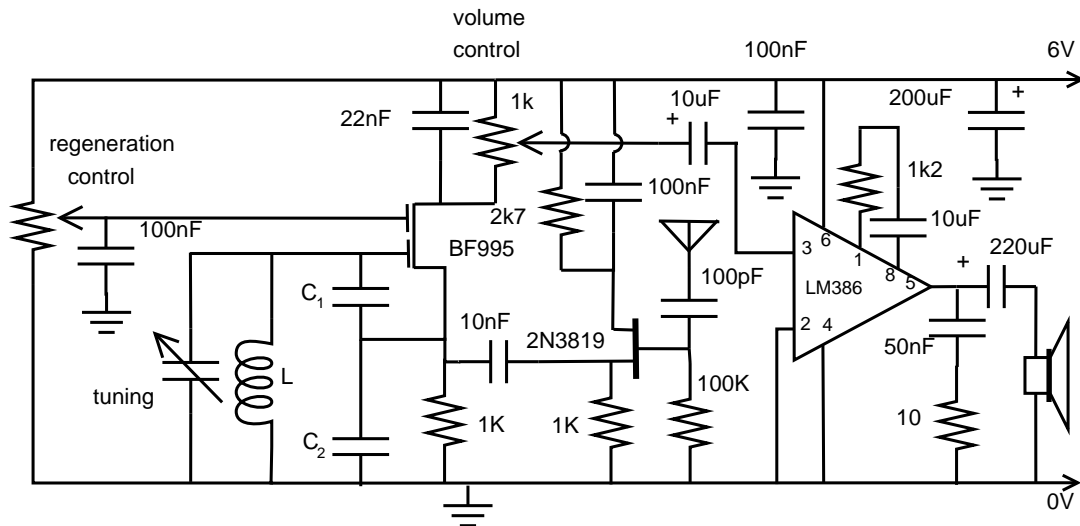 volume
control
100nF
6V
1k
10uF
+
200uF
+
22nF
regeneration
control
1k2
100nF
2k7
100nF
10uF
BF995
3
6
1
8
5
220uF
+
C1
100pF
LM386
10nF
2N3819
2
4
50nF
tuning
L
100K
1K
1K
10
C2
0V